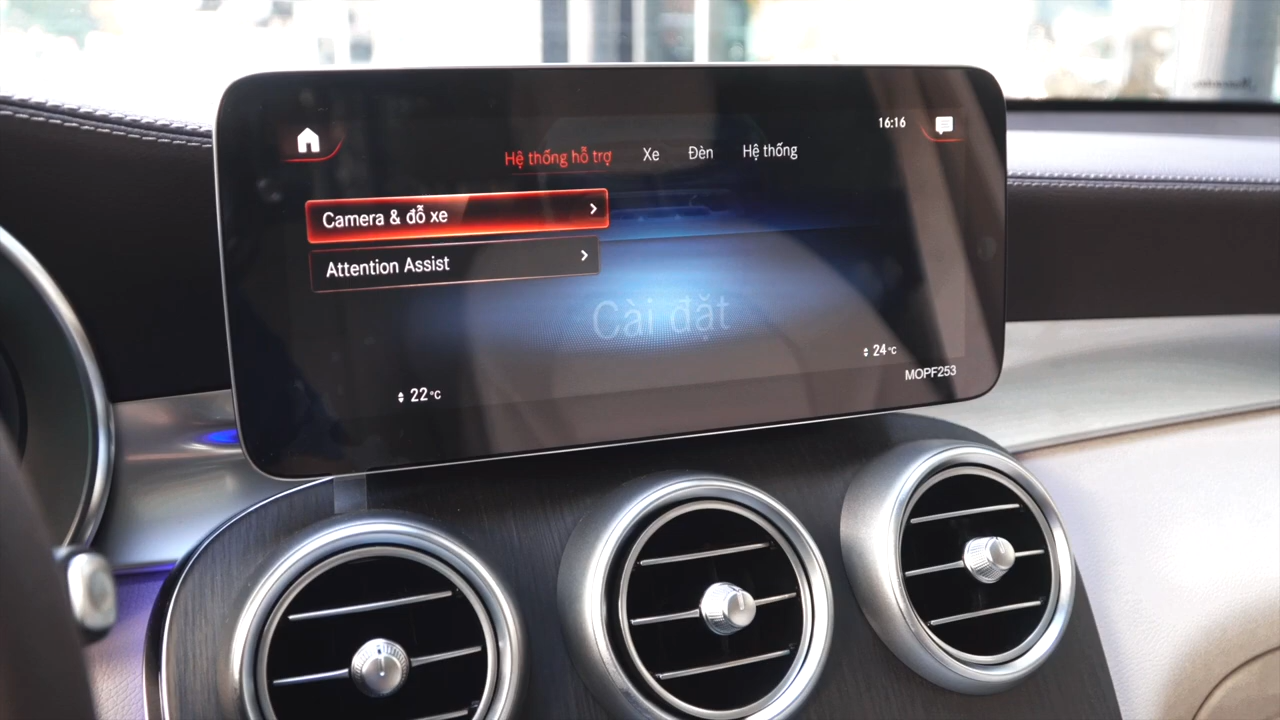 16:16
Hệ thống hỗ trợ Xe Đèn Hệ thống
Camera & đỗ xe
Attention Assist
Cài đặt
24°C
MOPF253
22°C